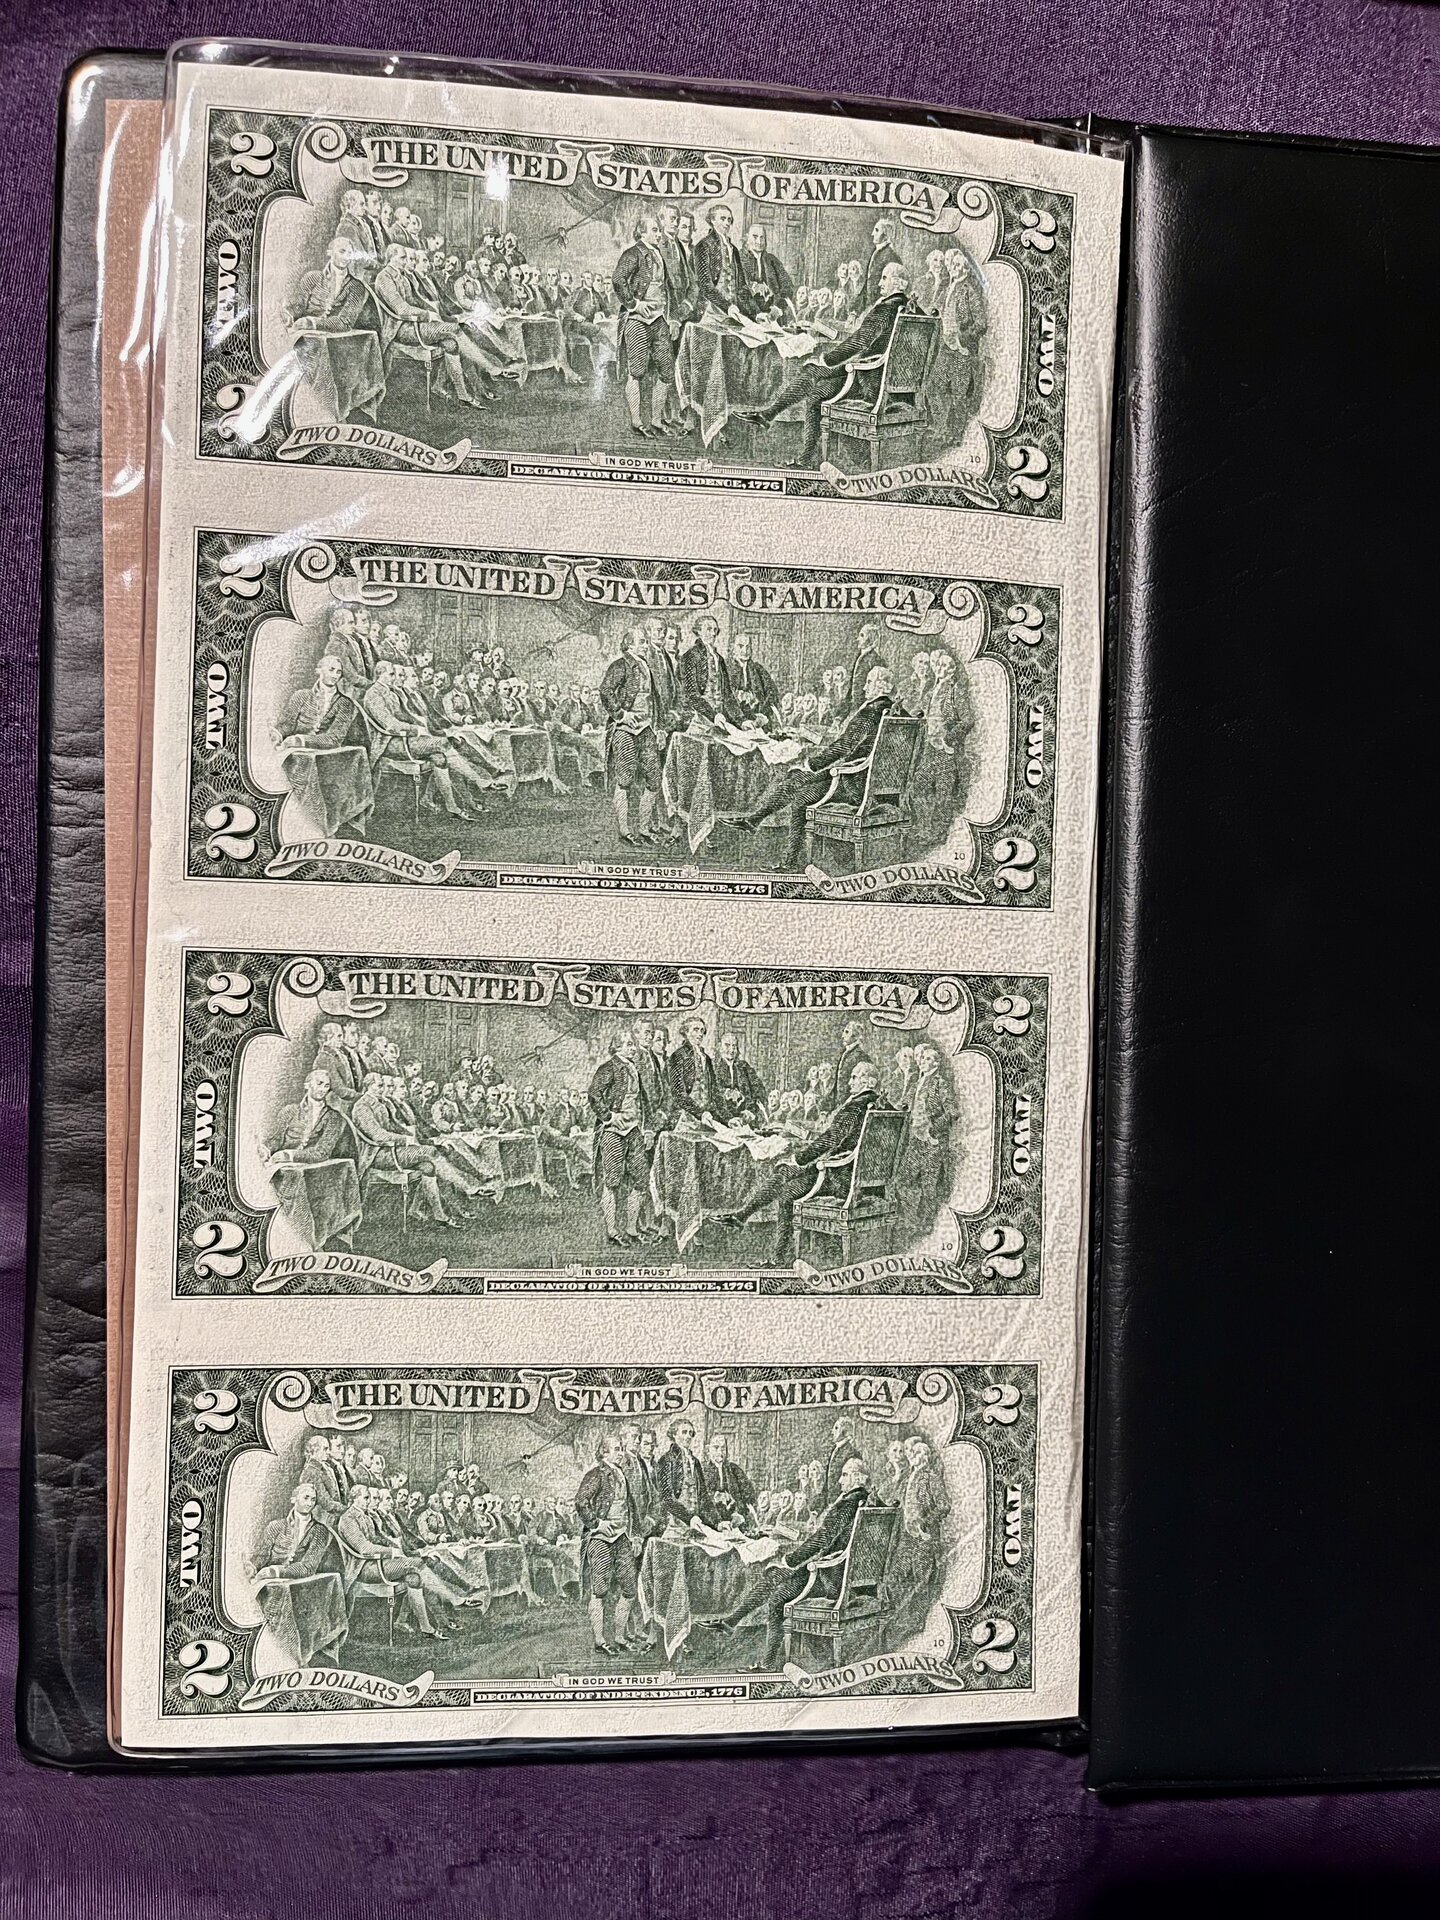 2 THE UNITED STATES OF AMERICA 2
TWO TWO
2 TWO DOLLARS IN GOD WE TRUST 10 TWO DOLLARS 2
DECLARATION OF INDEPENDENCE, 1776
2 THE UNITED STATES OF AMERICA 2
TWO TWO
2 TWO DOLLARS IN GOD WE TRUST 10 TWO DOLLARS 2
DECLARATION OF INDEPENDENCE, 1776
2 THE UNITED STATES OF AMERICA 2
TWO TWO
2 TWO DOLLARS IN GOD WE TRUST 10 TWO DOLLARS 2
DECLARATION OF INDEPENDENCE, 1776
2 THE UNITED STATES OF AMERICA 2
TWO TWO
2 TWO DOLLARS IN GOD WE TRUST 10 TWO DOLLARS 2
DECLARATION OF INDEPENDENCE, 1776